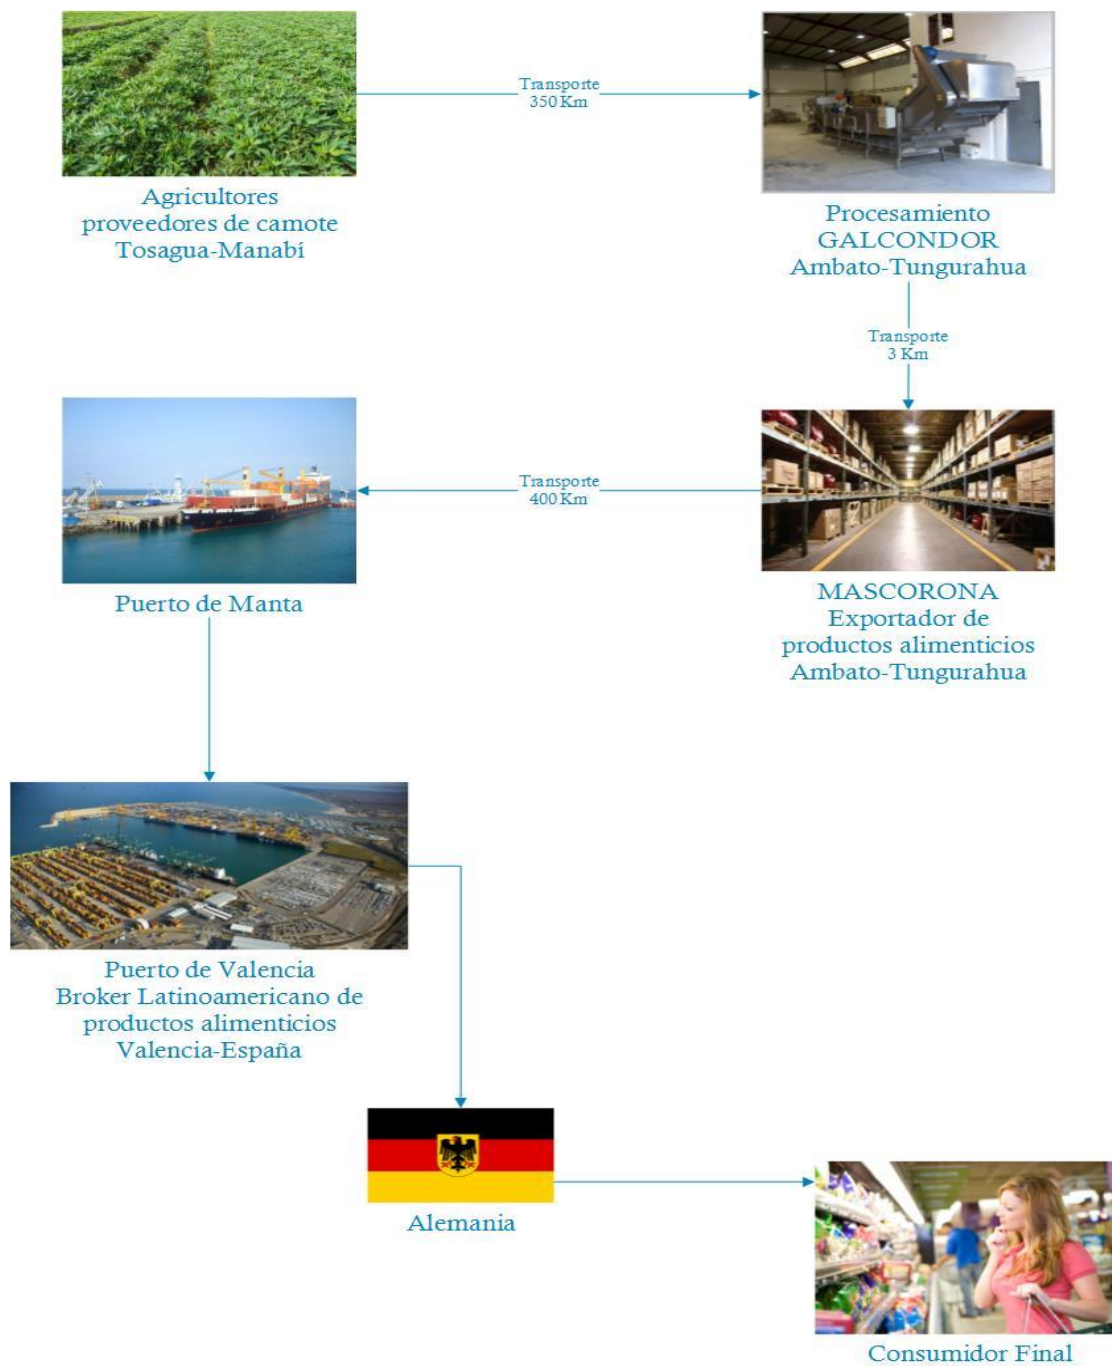 Transporte
350 Km
Agricultores
proveedores de camote
Tosagua-Manabí
Procesamiento
GALCONDOR
Ambato-Tungurahua
Transporte
3 Km
Transporte
400 Km
Puerto de Manta
MASCORONA
Exportador de
productos alimenticios
Ambato-Tungurahua
Puerto de Valencia
Broker Latinoamericano de
productos alimenticios
Valencia-España
Alemania
Consumidor Final